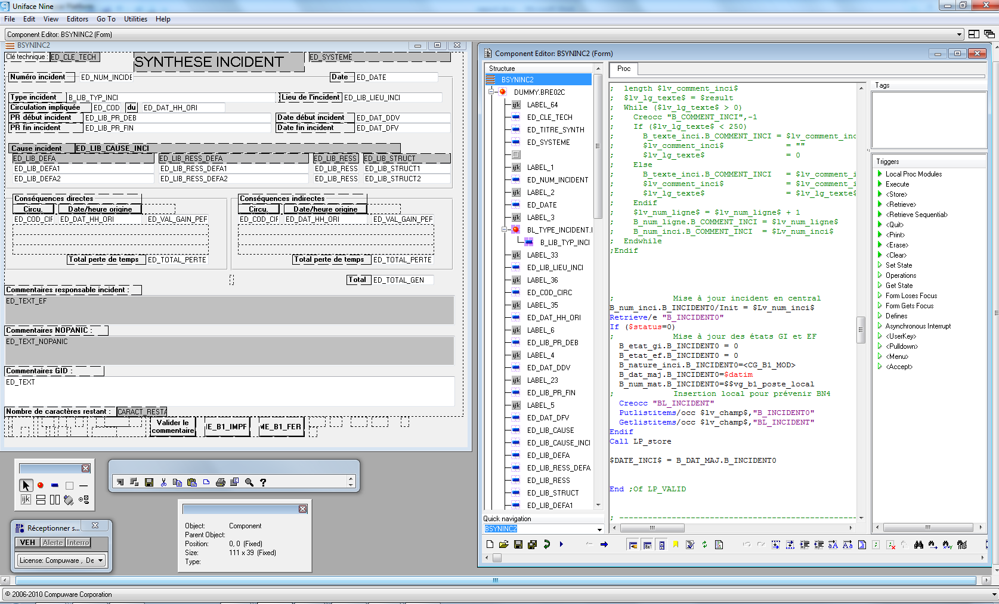 Uniface Nine
File Edit View Editors Go To Utilities Help
Component Editor: BSYNINC2 (Form)
BSYNINC2
Clé technique : ED_CLE_TECH
SYNTHESE INCIDENT
ED_SYSTEME
Numéro incident ED_NUM_INCIDE
Date ED_DATE
Type incident B_LIB_TYP_INCI
Lieu de l'incident ED_LIB_LIEU_INCI
Circulation impliquée ED_COD du ED_DAT_HH_ORI
PR début incident ED_LIB_PR_DEB
Date début incident ED_DAT_DDV
PR fin incident ED_LIB_PR_FIN
Date fin incident ED_DAT_DFV
Cause incident ED_LIB_CAUSE_INCI
ED_LIB_DEFA ED_LIB_RESS_DEFA ED_LIB_RESS ED_LIB_STRUCT
ED_LIB_DEFA1 ED_LIB_RESS_DEFA1 ED_LIB_RESS ED_LIB_STRUCT1
ED_LIB_DEFA2 ED_LIB_RESS_DEFA2 ED_LIB_RESS ED_LIB_STRUCT2
Conséquences directes
Circu. Date/heure origine
ED_COD_CIF ED_DAT_HH_ORI ED_VAL_GAIN_PEF
Total perte de temps ED_TOTAL_PERTE
Conséquences indirectes
Circu. Date/heure origine
ED_COD_CIF ED_DAT_HH_ORI ED_VAL_GAIN_PEF
Total perte de temps ED_TOTAL_PERTE
Total ED_TOTAL_GEN
Commentaires responsable incident :
ED_TEXT_EF
Commentaires NOPANIC :
ED_TEXT_NOPANIC
Commentaires GID :
ED_TEXT
Nombre de caractères restant : CARACT_RESTA
Valider le
commentaire
IE_B1_IMPF
ME_B1_FER
Object: Component
Parent Object:
Position: 0, 0 (Fixed)
Size: 111 x 39 (Fixed)
Type:
Réceptionner s...
VEH Alerte Interro
License: Compuware , De
Component Editor: BSYNINC2 (Form)
Structure
BSYNINC2
DUMMY.BRE02C
LABEL_64
ED_CLE_TECH
ED_TITRE_SYNTH
ED_SYSTEME
LABEL_1
ED_NUM_INCIDENT
LABEL_2
ED_DATE
LABEL_3
BL_TYPE_INCIDENT.I
B_LIB_TYP_INCI
LABEL_33
ED_LIB_LIEU_INCI
LABEL_36
ED_COD_CIRC
LABEL_35
ED_DAT_HH_ORI
LABEL_6
ED_LIB_PR_DEB
LABEL_4
ED_DAT_DDV
LABEL_23
ED_LIB_PR_FIN
LABEL_5
ED_DAT_DFV
ED_LIB_CAUSE
ED_LIB_CAUSE_INCI
ED_LIB_DEFA
ED_LIB_RESS_DEFA
ED_LIB_RESS
ED_LIB_STRUCT
ED_LIB_DEFA1
Quick navigation
BSYNINC2
Proc
;  length $lv_comment_inci$
;  $lv_lg_texte$ = $result
;  While ($lv_lg_texte$ > 0)
;    Creocc "B_COMMENT_INCI",-1
;    If ($lv_lg_texte$ < 250)
;      B_texte_inci.B_COMMENT_INCI = $lv_comment_inc
;      $lv_comment_inci$ = ""
;      $lv_lg_texte$ = 0
;    Else
;      B_texte_inci.B_COMMENT_INCI = $lv_comment_i
;      $lv_comment_inci$ = $lv_comment_i
;      $lv_lg_texte$ = $lv_lg_texte$
;    Endif
;    $lv_num_ligne$ = $lv_num_ligne$ + 1
;    B_num_ligne.B_COMMENT_INCI = $lv_num_ligne$
;    B_num_inci.B_COMMENT_INCI = $Lv_num_inci$
;  Endwhile
;Endif
; Mise à jour incident en central
B_num_inci.B_INCIDENT0/Init = $Lv_num_inci$
Retrieve/e "B_INCIDENT0"
If ($status=0)
; Mise à jour des états GI et EF
B_etat_gi.B_INCIDENT0 = 0
B_etat_ef.B_INCIDENT0 = 0
B_nature_inci.B_INCIDENT0=<CG_B1_MOD>
B_dat_maj.B_INCIDENT0=$datim
B_num_mat.B_INCIDENT0=$$vg_b1_poste_local
; Insertion local pour prévenir BN4
Creocc "BL_INCIDENT"
Putlistitems/occ $lv_champ$,"B_INCIDENT0"
Getlistitems/occ $lv_champ$,"BL_INCIDENT"
Endif
Call LP_store
$DATE_INCI$ = B_DAT_MAJ.B_INCIDENT0
End ;Of LP_VALID
; --------------------------------------------------
Tags
Triggers
Local Proc Modules
Execute
<Store>
<Retrieve>
<Retrieve Sequential>
<Quit>
<Print>
<Erase>
<Clear>
Set State
Operations
Get State
Form Loses Focus
Form Gets Focus
Defines
Asynchronous Interrupt
<UserKey>
<Pulldown>
<Menu>
<Accept>
© 2006-2010 Compuware Corporation